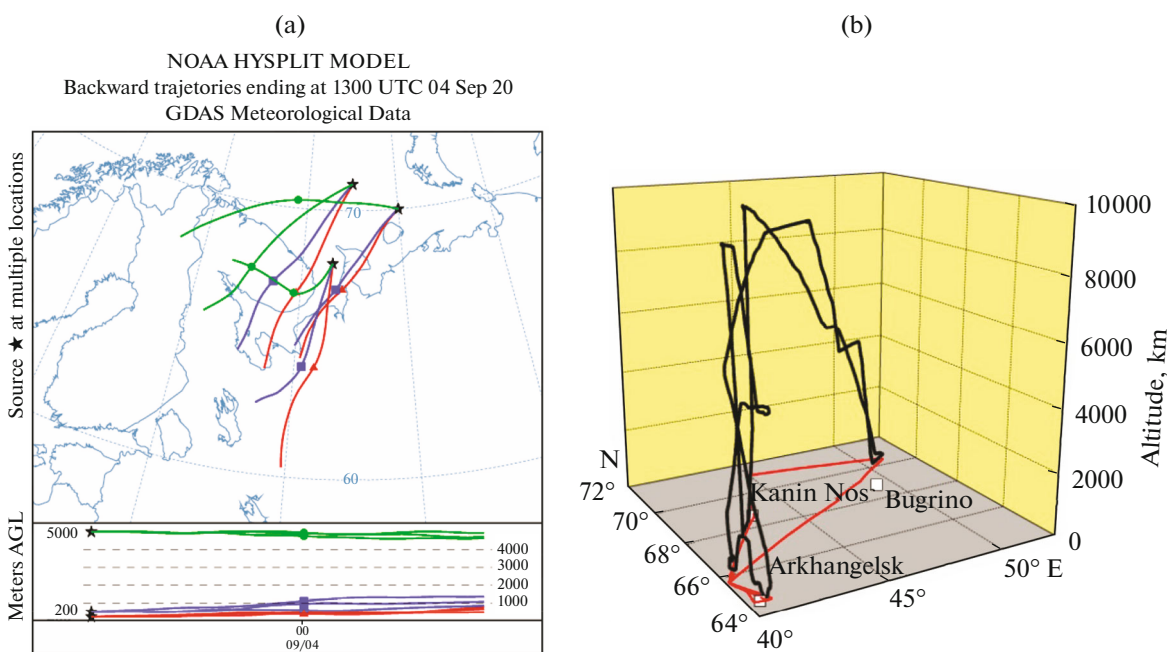 (a)
NOAA HYSPLIT MODEL
Backward trajetories ending at 1300 UTC 04 Sep 20
GDAS Meteorological Data
Source ★ at multiple locations
70
60
Meters AGL
5000
4000
3000
2000
1000
200
00
09/04
(b)
10000
8000
6000
4000
2000
0
Altitude, km
N
72°
70°
68°
66°
64°
40°
45°
50° E
Kanin Nos
Bugrino
Arkhangelsk